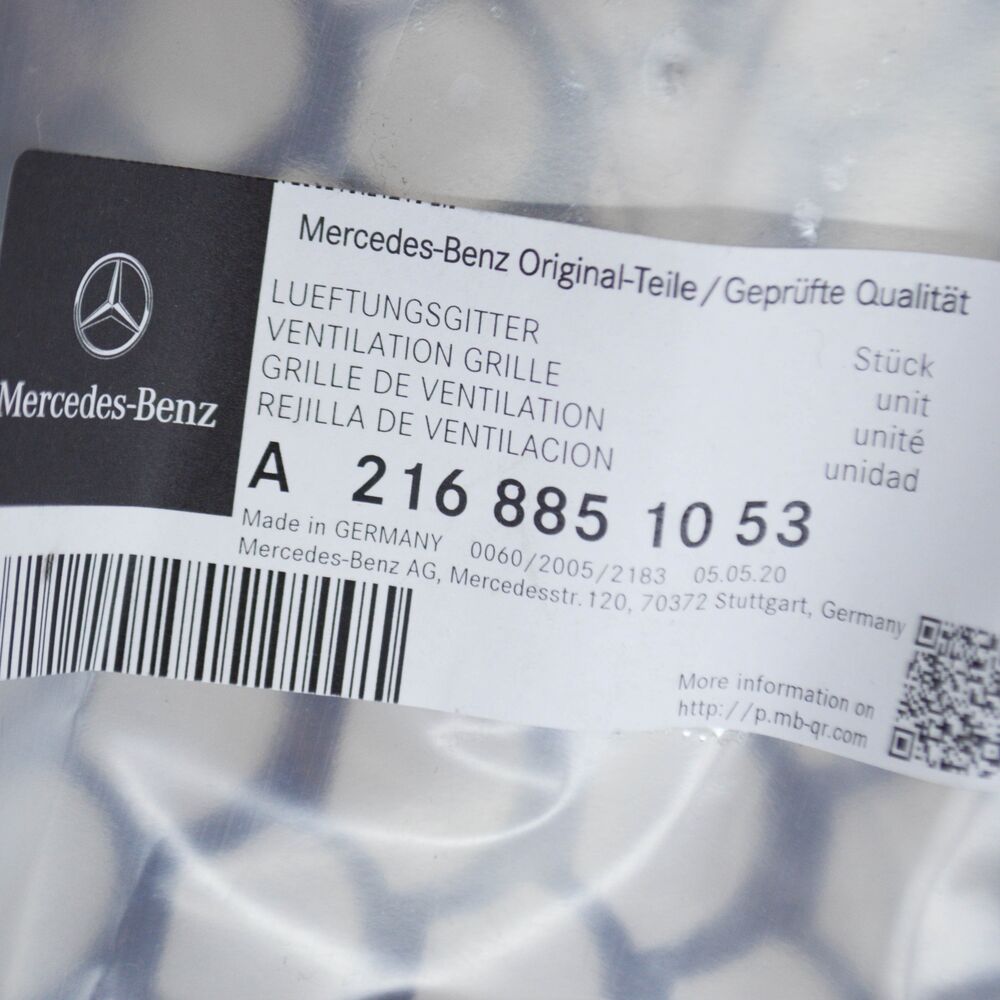 Mercedes-Benz
Mercedes-Benz Original-Teile/Geprüfte Qualität
LUEFTUNGSGITTER Stück
VENTILATION GRILLE unit
GRILLE DE VENTILATION unité
REJILLA DE VENTILACION unidad
A 216 885 10 53
Made in GERMANY 0060/2005/2183 05.05.20
Mercedes-Benz AG, Mercedesstr.120, 70372 Stuttgart, Germany
More information on
http://p.mb-qr.com